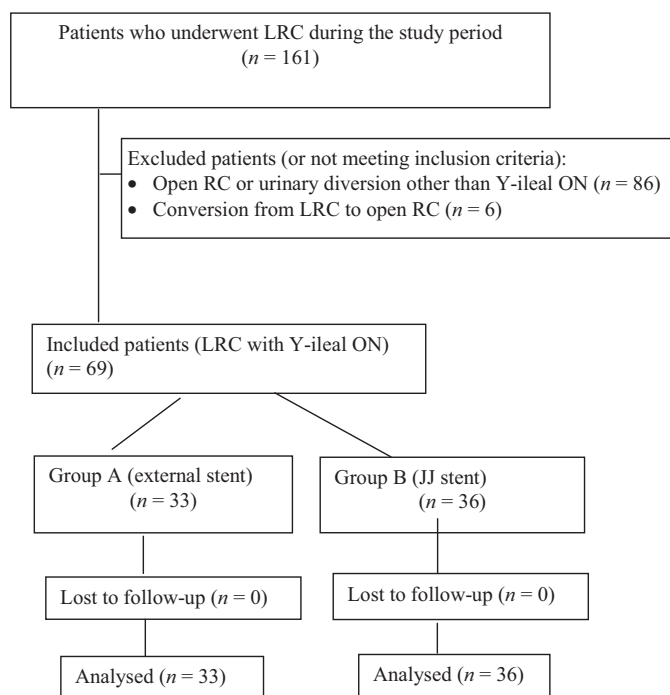 Patients who underwent LRC during the study period
(n = 161)
Excluded patients (or not meeting inclusion criteria):
• Open RC or urinary diversion other than Y-ileal ON (n = 86)
• Conversion from LRC to open RC (n = 6)
Included patients (LRC with Y-ileal ON)
(n = 69)
Group A (external stent)
(n = 33)
Group B (JJ stent)
(n = 36)
Lost to follow-up (n = 0)
Lost to follow-up (n = 0)
Analysed (n = 33)
Analysed (n = 36)